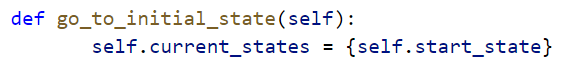 def go_to_initial_state(self):
        self.current_states = {self.start_state}